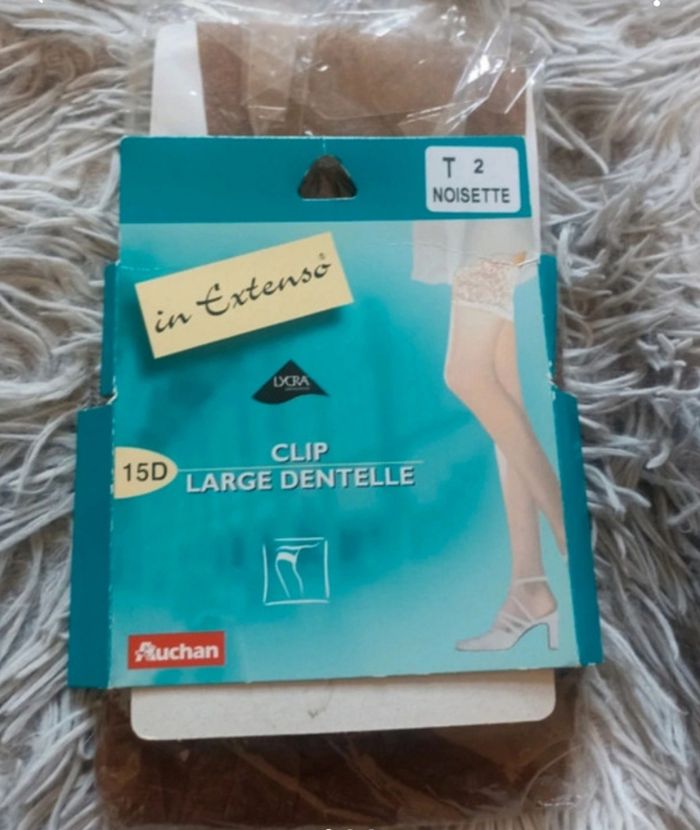 T 2
NOISETTE
in Extenso
LYCRA
15D
CLIP
LARGE DENTELLE
Auchan